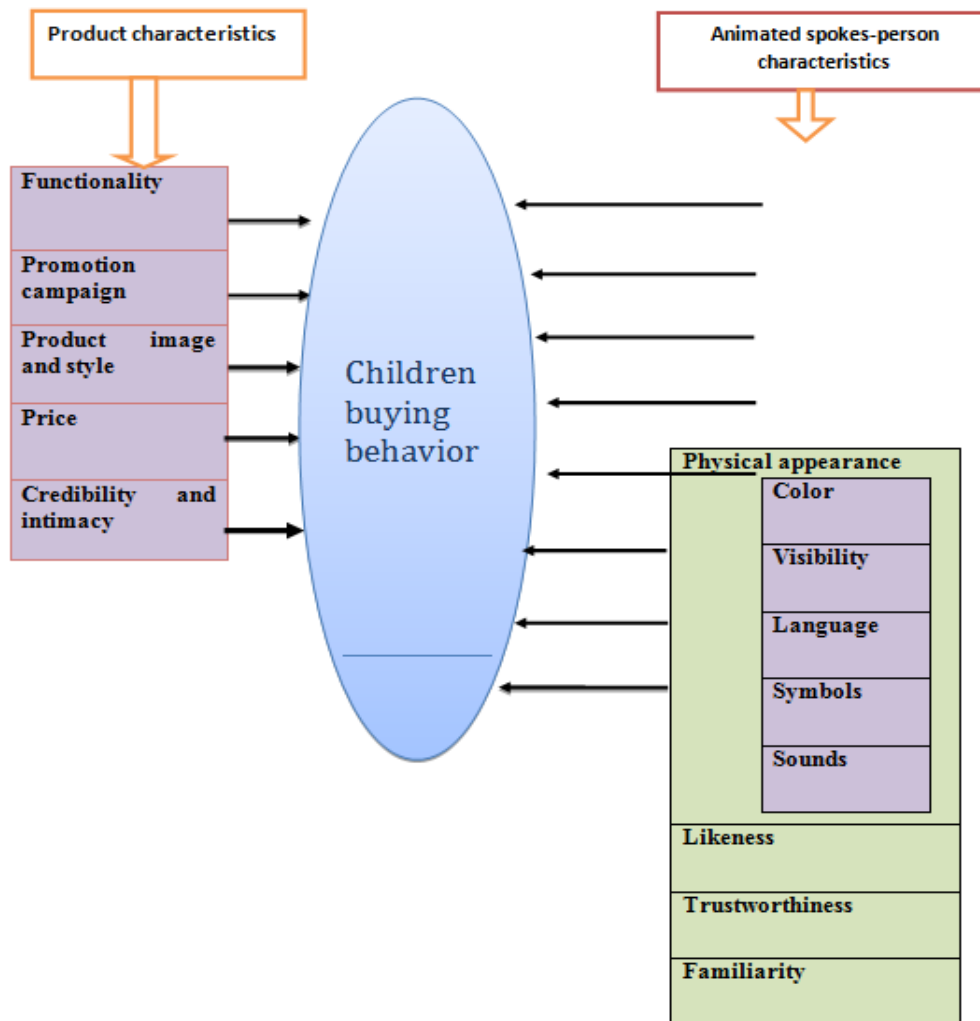 Product characteristics
Animated spokes-person
characteristics
Functionality
Promotion
campaign
Product image
and style
Price
Credibility and
intimacy
Children
buying
behavior
Physical appearance
Color
Visibility
Language
Symbols
Sounds
Likeness
Trustworthiness
Familiarity